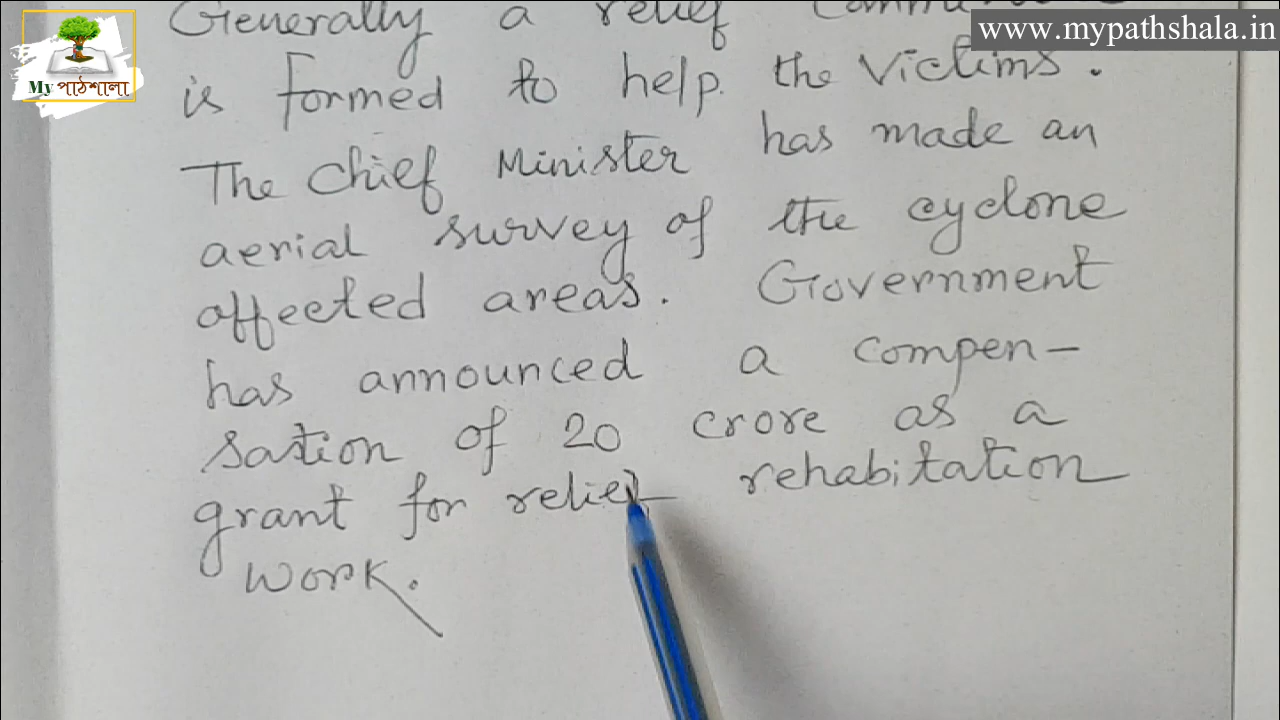 www.mypathshala.in
My পাঠশালা
Generally a relief
is formed to help the victims.
The Chief Minister has made an
aerial survey of the cyclone
affected areas. Government
has announced a compen-
sation of 20 crore as a
grant for relief rehabitation
work.